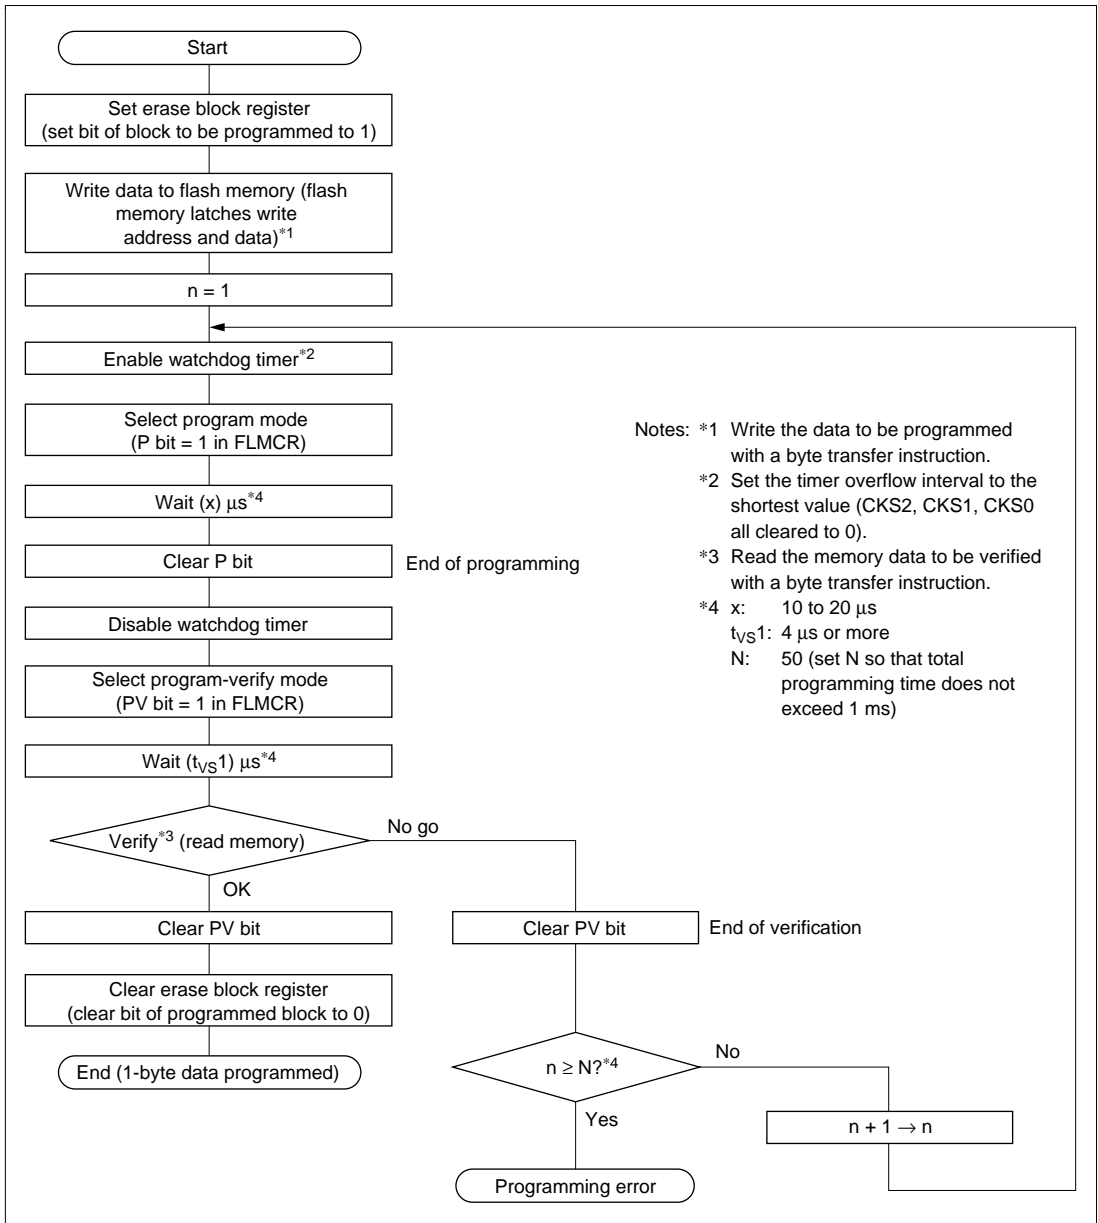 Start
Set erase block register
(set bit of block to be programmed to 1)
Write data to flash memory (flash
memory latches write
address and data)*1
n = 1
Enable watchdog timer*2
Select program mode
(P bit = 1 in FLMCR)
Wait (x) μs*4
Clear P bit
End of programming
Disable watchdog timer
Select program-verify mode
(PV bit = 1 in FLMCR)
Wait (tVS1) μs*4
Verify*3 (read memory)
No go
OK
Clear PV bit
Clear erase block register
(clear bit of programmed block to 0)
End (1-byte data programmed)
Clear PV bit
End of verification
n ≥ N?*4
No
Yes
n + 1 → n
Programming error
Notes: *1 Write the data to be programmed
with a byte transfer instruction.
*2 Set the timer overflow interval to the
shortest value (CKS2, CKS1, CKS0
all cleared to 0).
*3 Read the memory data to be verified
with a byte transfer instruction.
*4 x: 10 to 20 μs
tVS1: 4 μs or more
N: 50 (set N so that total
programming time does not
exceed 1 ms)